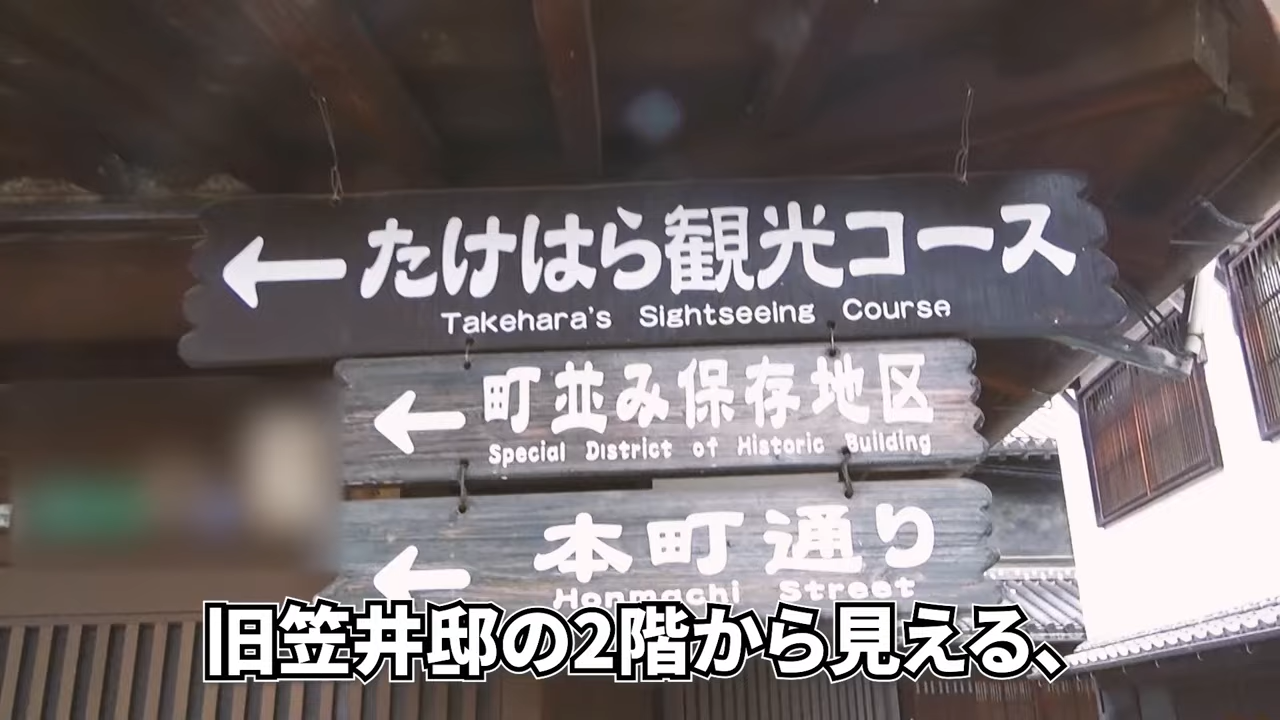 ←たけはら観光コース
Takehara's Sightseeing Course
←町並み保存地区
Special District of Historic Building
←本町通り
Honmachi Street
旧笠井邸の2階から見える、